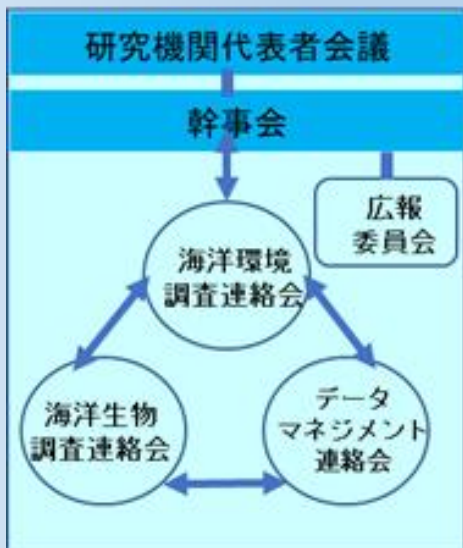 研究機関代表者会議
幹事会
広報
委員会
海洋環境
調査連絡会
海洋生物
調査連絡会
データ
マネジメント
連絡会